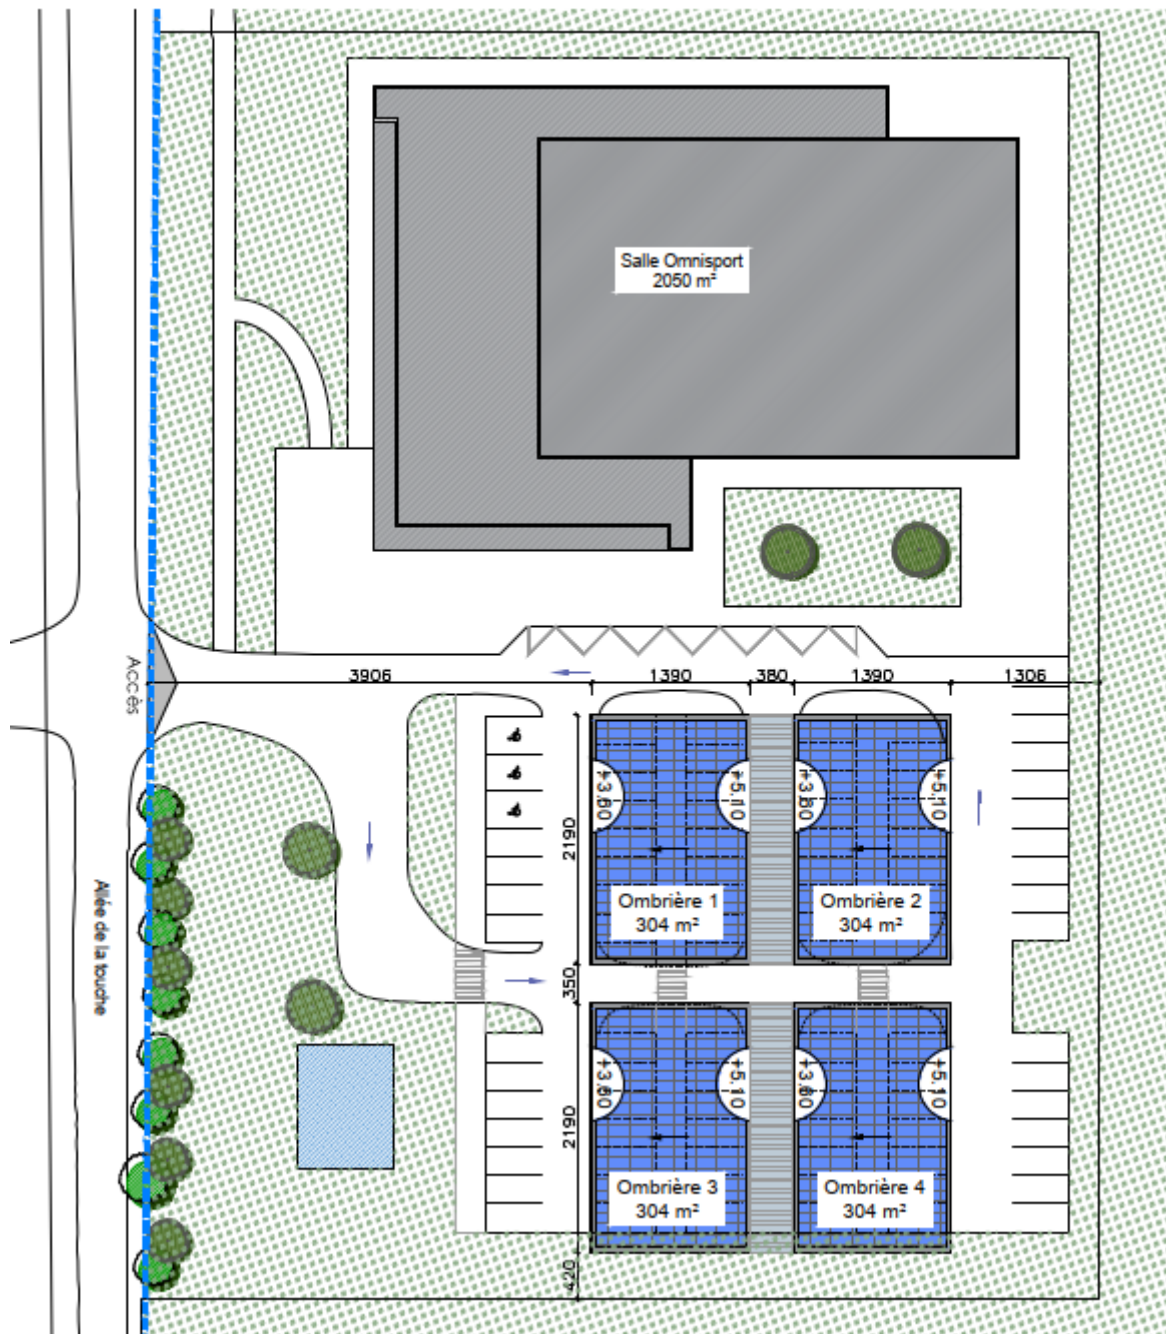 Salle Omnisport
2050 m²
Accès
3906
1390
380
1390
1306
+3.60
+5.10
+3.60
+5.10
2190
Ombrière 1
304 m²
Ombrière 2
304 m²
Allée de la touche
350
+3.60
+5.10
+3.60
+5.10
2190
Ombrière 3
304 m²
Ombrière 4
304 m²
420